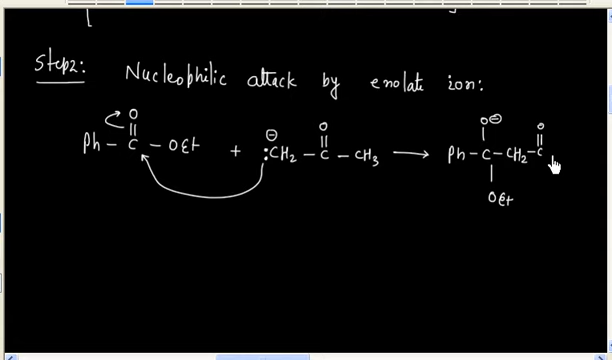 Step2: Nucleophilic attack by enolate ion:
O ⊖ O O⊖ O
Ph – C – OEt + :CH2 – C – CH3 → Ph – C – CH2 – C
OEt